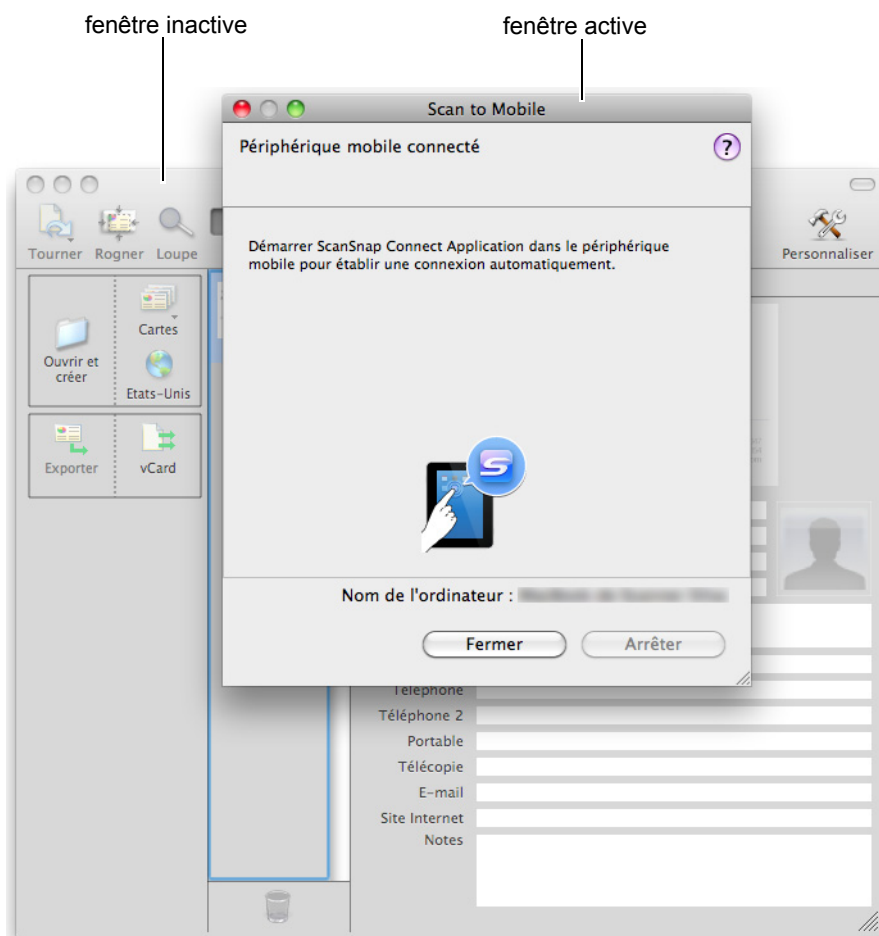 fenêtre inactive
fenêtre active
Scan to Mobile
Périphérique mobile connecté
?
Démarrer ScanSnap Connect Application dans le périphérique
mobile pour établir une connexion automatiquement.
S
Nom de l'ordinateur :
Fermer
Arrêter
Tourner
Rogner
Loupe
Personnaliser
Ouvrir et
créer
Cartes
Etats-Unis
Exporter
vCard
Téléphone
Téléphone 2
Portable
Télécopie
E-mail
Site Internet
Notes